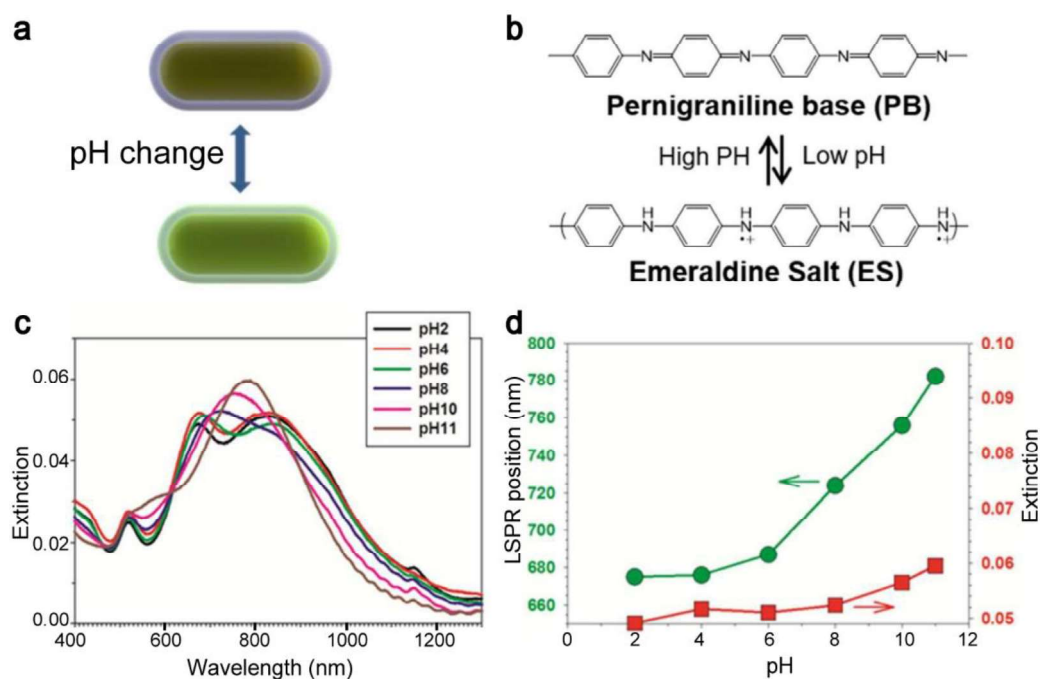 a
pH change
b
N N N N
Pernigraniline base (PB)
High PH Low pH
H H H H
N N N N
•+ •+
Emeraldine Salt (ES)
c
pH2
pH4
pH6
pH8
pH10
pH11
0.06
0.04
0.02
0.00
Extinction
400 600 800 1000 1200
Wavelength (nm)
d
800
780
760
740
720
700
680
660
LSPR position (nm)
0.10
0.09
0.08
0.07
0.06
0.05
Extinction
0 2 4 6 8 10 12
pH